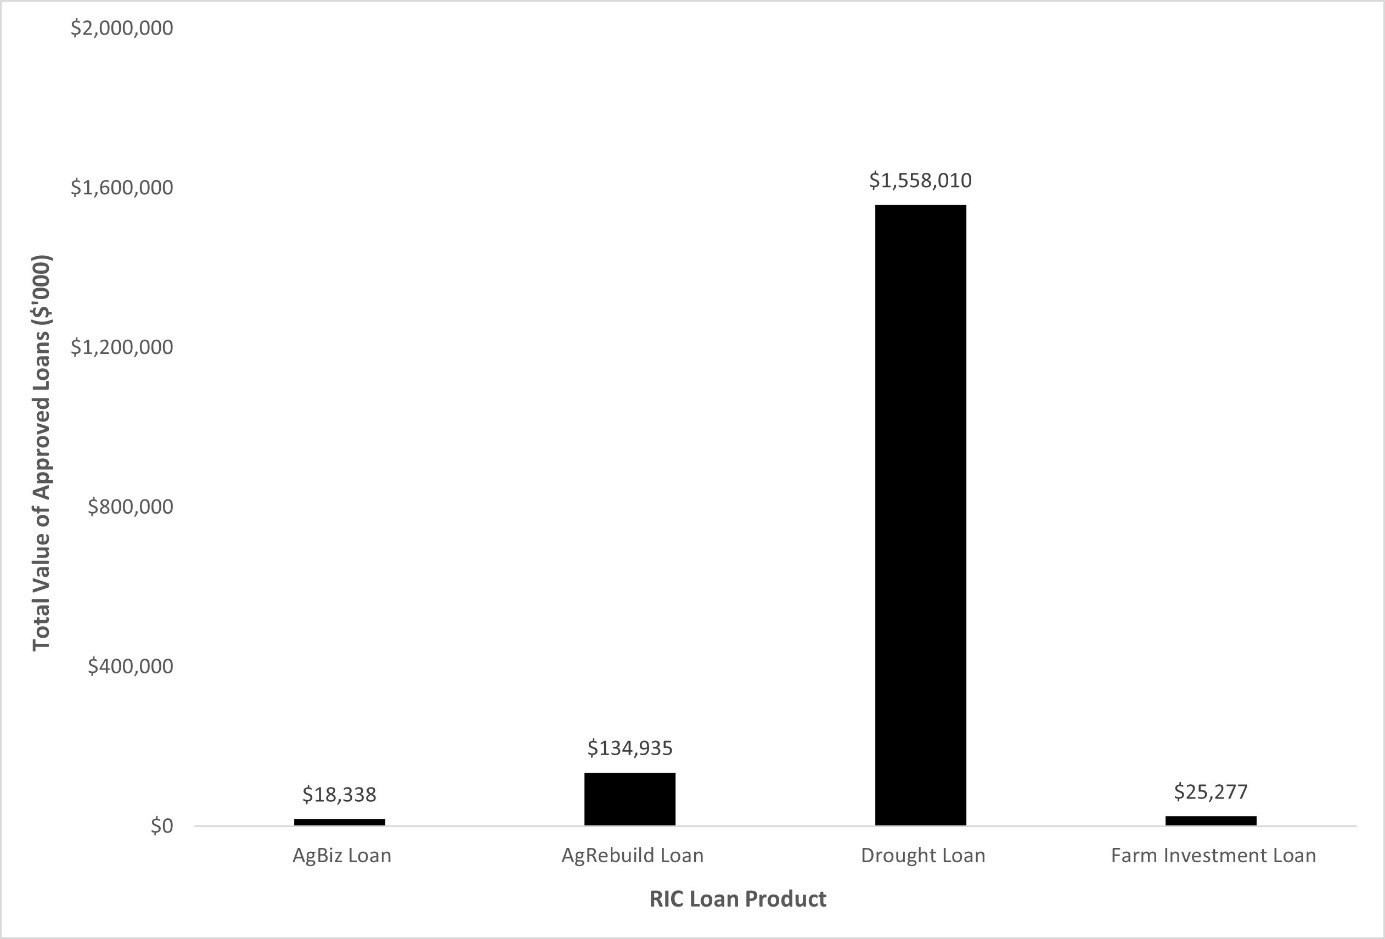 $2,000,000
$1,600,000
$1,200,000
$800,000
$400,000
$0
Total Value of Approved Loans ($'000)
$18,338
$134,935
$1,558,010
$25,277
AgBiz Loan
AgRebuild Loan
Drought Loan
Farm Investment Loan
RIC Loan Product